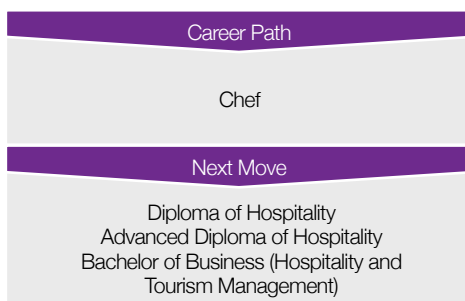 Career Path
Chef
Next Move
Diploma of Hospitality
Advanced Diploma of Hospitality
Bachelor of Business (Hospitality and
Tourism Management)